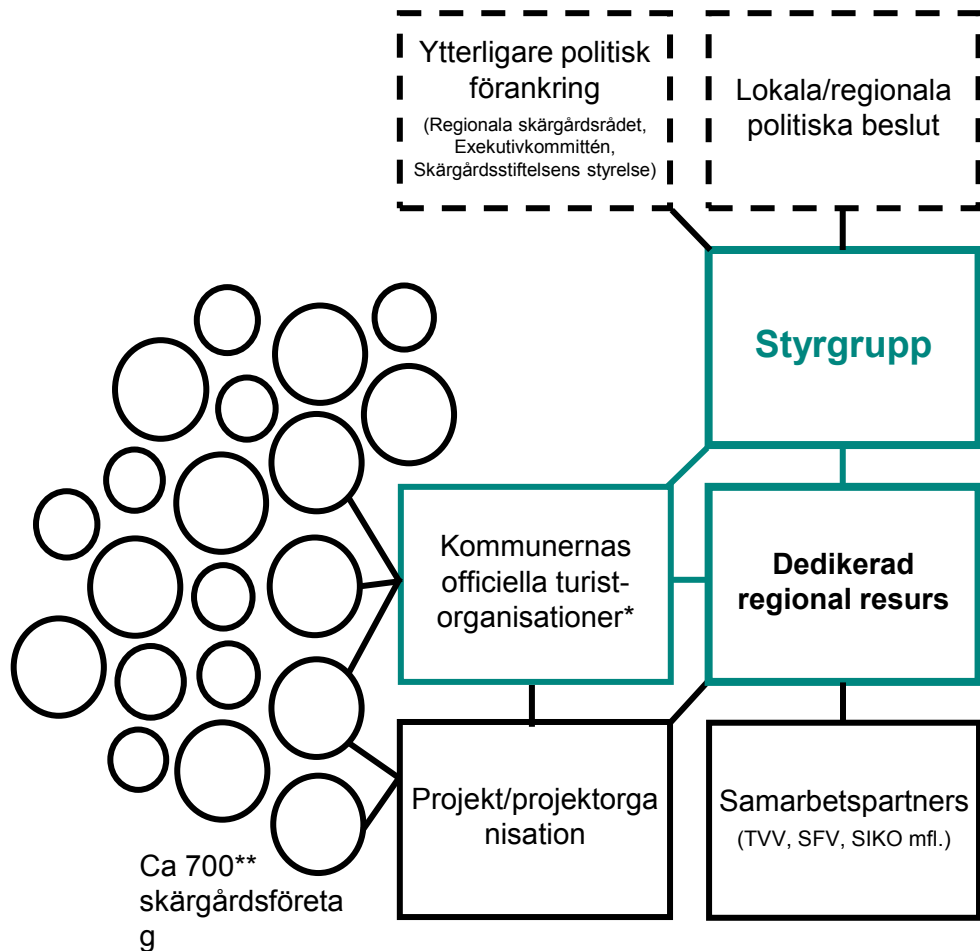 Ytterligare politisk
förankring
(Regionala skärgårdsrådet,
Exekutivkommittén,
Skärgårdsstiftelsens styrelse)
Lokala/regionala
politiska beslut
Styrgrupp
Kommunernas
officiella turist-
organisationer*
Dedikerad
regional resurs
Projekt/projektorga
nisation
Samarbetspartners
(TVV, SFV, SIKO mfl.)
Ca 700**
skärgårdsföreta
g